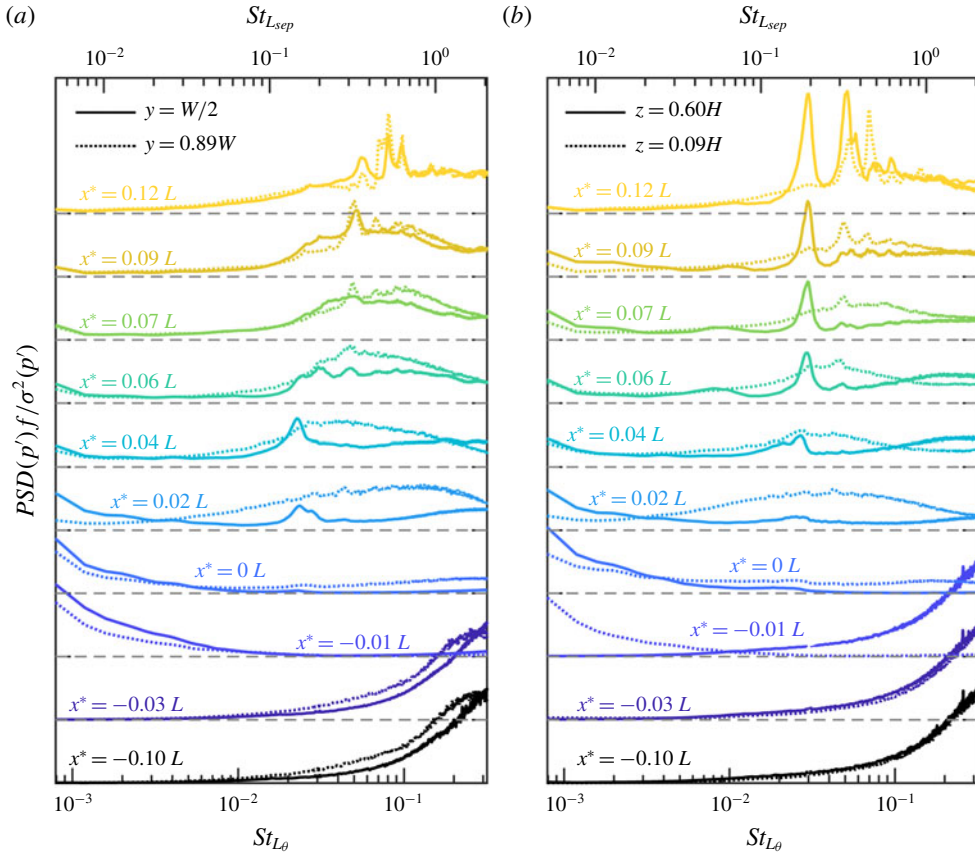 (a)
St_{L_{sep}}
10^{-2} 10^{-1} 10^{0}
y = W/2
y = 0.89W
x* = 0.12 L
x* = 0.09 L
x* = 0.07 L
x* = 0.06 L
x* = 0.04 L
x* = 0.02 L
x* = 0 L
x* = −0.01 L
x* = −0.03 L
x* = −0.10 L
PSD(p′) f/σ²(p′)
10^{-3} 10^{-2} 10^{-1}
St_{L_θ}
(b)
St_{L_{sep}}
10^{-2} 10^{-1} 10^{0}
z = 0.60H
z = 0.09H
x* = 0.12 L
x* = 0.09 L
x* = 0.07 L
x* = 0.06 L
x* = 0.04 L
x* = 0.02 L
x* = 0 L
x* = −0.01 L
x* = −0.03 L
x* = −0.10 L
10^{-3} 10^{-2} 10^{-1}
St_{L_θ}